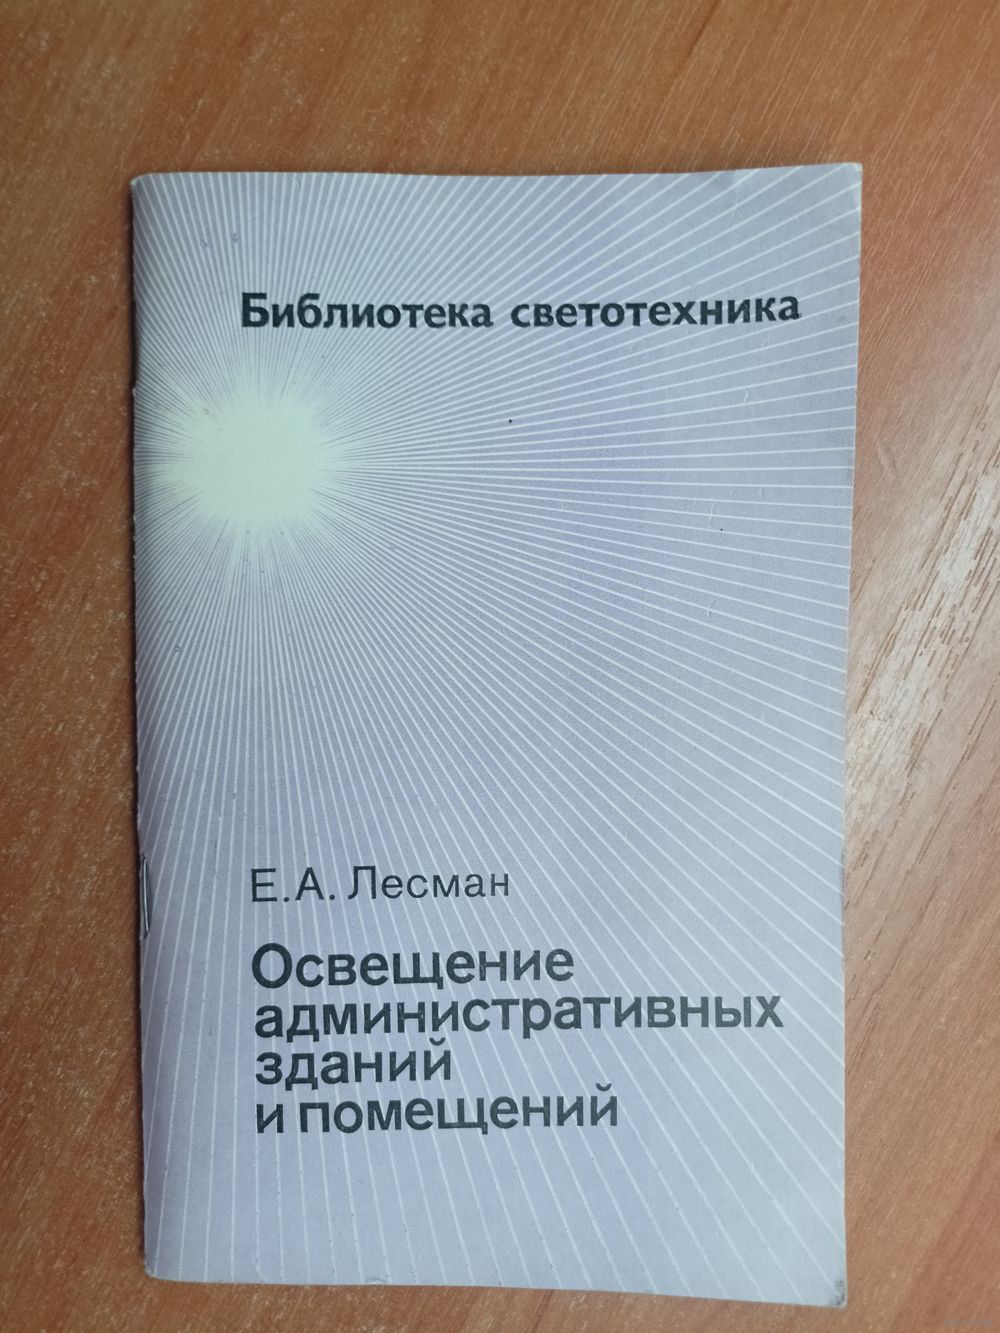 Библиотека светотехника
Е.А. Лесман
Освещение
административных
зданий
и помещений